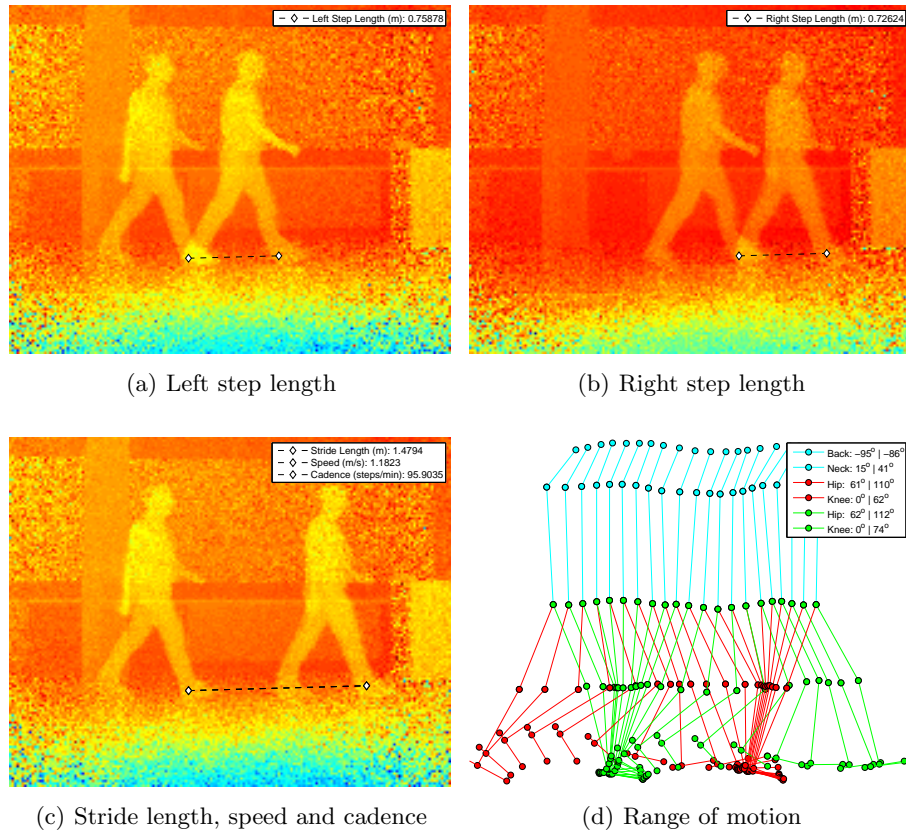 Left Step Length (m): 0.75878
Right Step Length (m): 0.72624
(a) Left step length
(b) Right step length
Stride Length (m): 1.4794
Speed (m/s): 1.1823
Cadence (steps/min): 95.9035
Back: −95° | −86°
Neck: 15° | 41°
Hip: 61° | 110°
Knee: 0° | 62°
Hip: 62° | 112°
Knee: 0° | 74°
(c) Stride length, speed and cadence
(d) Range of motion